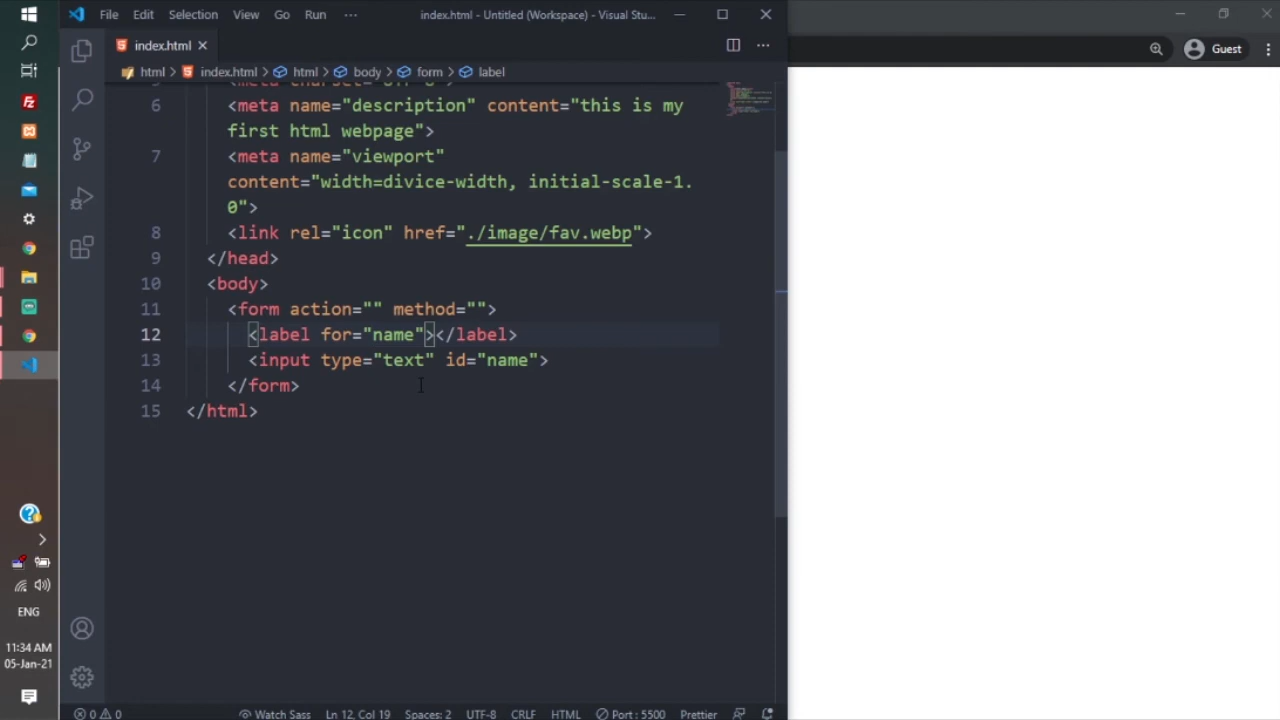 File Edit Selection View Go Run ··· index.html - Untitled (Workspace) - Visual Stu...
Guest
index.html
html > index.html > html > body > form > label
6 <meta name="description" content="this is my
first html webpage">
7 <meta name="viewport"
content="width=divice-width, initial-scale-1.
0">
8 <link rel="icon" href="./image/fav.webp">
9 </head>
10 <body>
11 <form action="" method="">
12 <label for="name"></label>
13 <input type="text" id="name">
14 </form>
15 </html>
ENG
11:34 AM
05-Jan-21
0 0 Watch Sass Ln 12, Col 19 Spaces: 2 UTF-8 CRLF HTML Port : 5500 Prettier